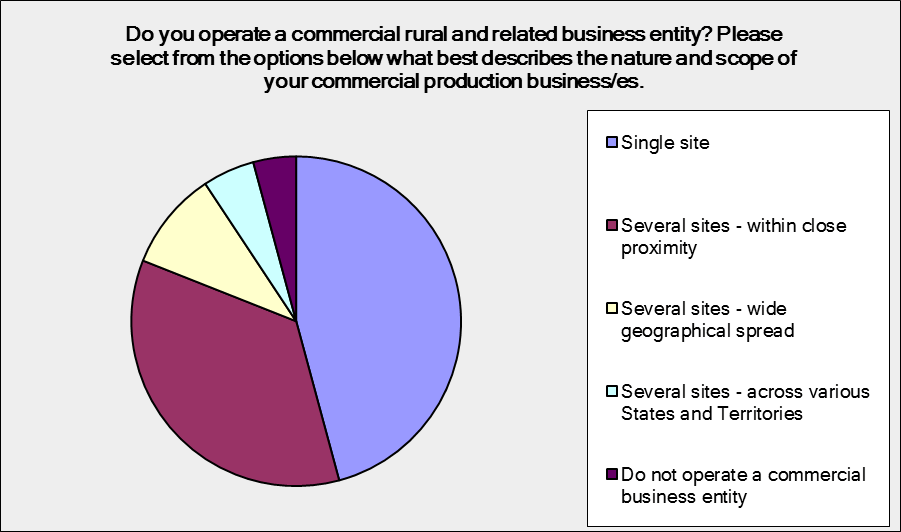 Do you operate a commercial rural and related business entity? Please
select from the options below what best describes the nature and scope of
your commercial production business/es.
Single site
Several sites - within close
proximity
Several sites - wide
geographical spread
Several sites - across various
States and Territories
Do not operate a commercial
business entity